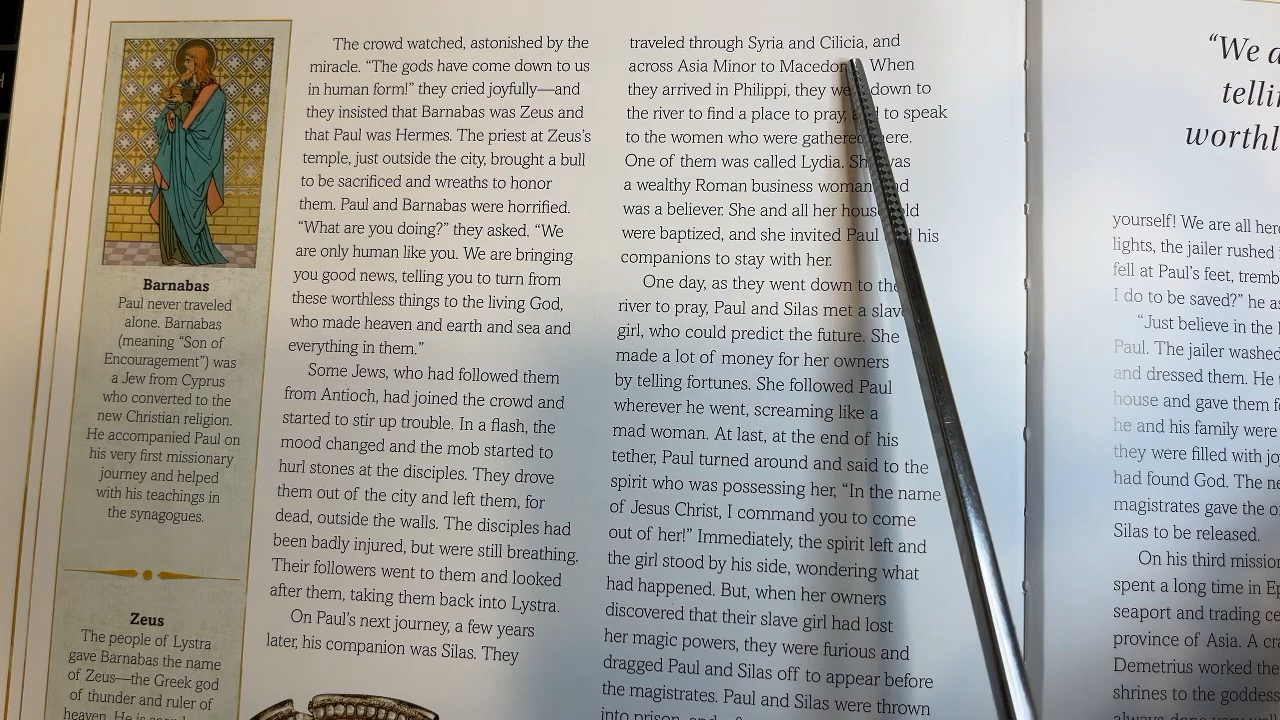 Barnabas
Paul never traveled
alone. Barnabas
(meaning “Son of
Encouragement”) was
a Jew from Cyprus
who converted to the
new Christian religion.
He accompanied Paul on
his very first missionary
journey and helped
with his teachings in
the synagogues.
Zeus
The people of Lystra
gave Barnabas the name
of Zeus—the Greek god
of thunder and ruler of
heaven. He is
The crowd watched, astonished by the
miracle. “The gods have come down to us
in human form!” they cried joyfully—and
they insisted that Barnabas was Zeus and
that Paul was Hermes. The priest at Zeus’s
temple, just outside the city, brought a bull
to be sacrificed and wreaths to honor
them. Paul and Barnabas were horrified.
“What are you doing?” they asked. “We
are only human like you. We are bringing
you good news, telling you to turn from
these worthless things to the living God,
who made heaven and earth and sea and
everything in them.”
Some Jews, who had followed them
from Antioch, had joined the crowd and
started to stir up trouble. In a flash, the
mood changed and the mob started to
hurl stones at the disciples. They drove
them out of the city and left them, for
dead, outside the walls. The disciples had
been badly injured, but were still breathing.
Their followers went to them and looked
after them, taking them back into Lystra.
On Paul’s next journey, a few years
later, his companion was Silas. They
traveled through Syria and Cilicia, and
across Asia Minor to When
they arrived in Philippi, they down to
the river to find a place to pray, to speak
to the women who were gathered
One of them was called Lydia. She was
a wealthy Roman business woman
was a believer. She and all her
were baptized, and she invited Paul his
companions to stay with her.
One day, as they went down to the
river to pray, Paul and Silas met a slave
girl, who could predict the future. She
made a lot of money for her owners
by telling fortunes. She followed Paul
wherever he went, screaming like a
mad woman. At last, at the end of his
tether, Paul turned around and said to the
spirit who was possessing her, “In the name
of Jesus Christ, I command you to come
out of her!” Immediately, the spirit left and
the girl stood by his side, wondering what
had happened. But, when her owners
discovered that their slave girl had lost
her magic powers, they were furious and
dragged Paul and Silas off to appear before
the magistrates. Paul and Silas were thrown
into prison,
“We
worthl
yourself! We are all
lights, the jailer rushed
fell at Paul’s feet,
I do to be saved?” he
“Just believe in the
Paul. The jailer washed
and dressed them. He
house and gave them
he and his family were
they were filled with
had found God. The
magistrates gave the
Silas to be released.
On his third
spent a long time in
seaport and trading
province of Asia. A
Demetrius worked the
shrines to the goddess